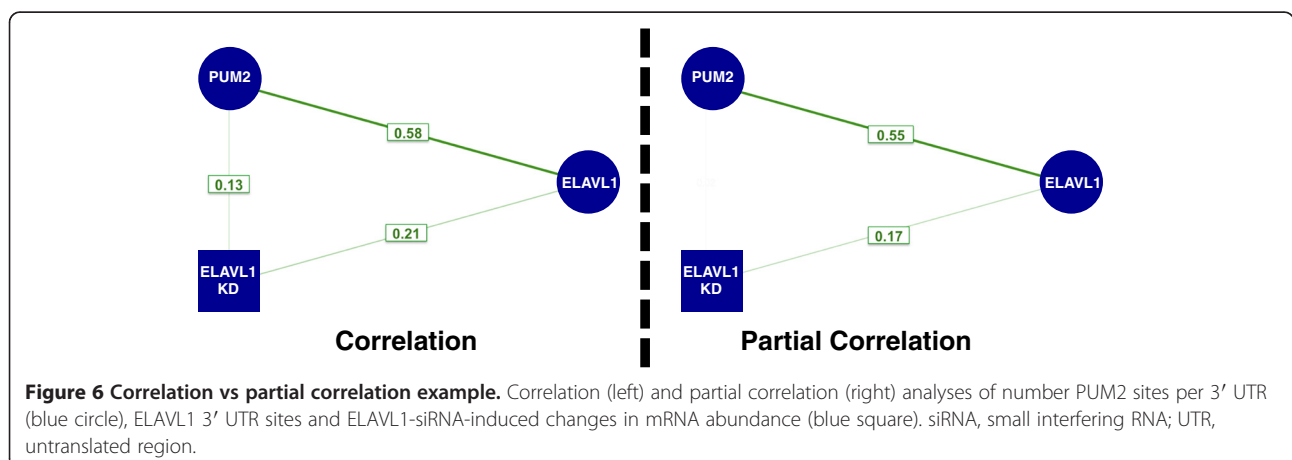 PUM2
0.58
0.13
ELAVL1
0.21
ELAVL1
KD
Correlation
PUM2
0.55
ELAVL1
0.17
ELAVL1
KD
Partial Correlation
Figure 6 Correlation vs partial correlation example. Correlation (left) and partial correlation (right) analyses of number PUM2 sites per 3′ UTR
(blue circle), ELAVL1 3′ UTR sites and ELAVL1-siRNA-induced changes in mRNA abundance (blue square). siRNA, small interfering RNA; UTR,
untranslated region.